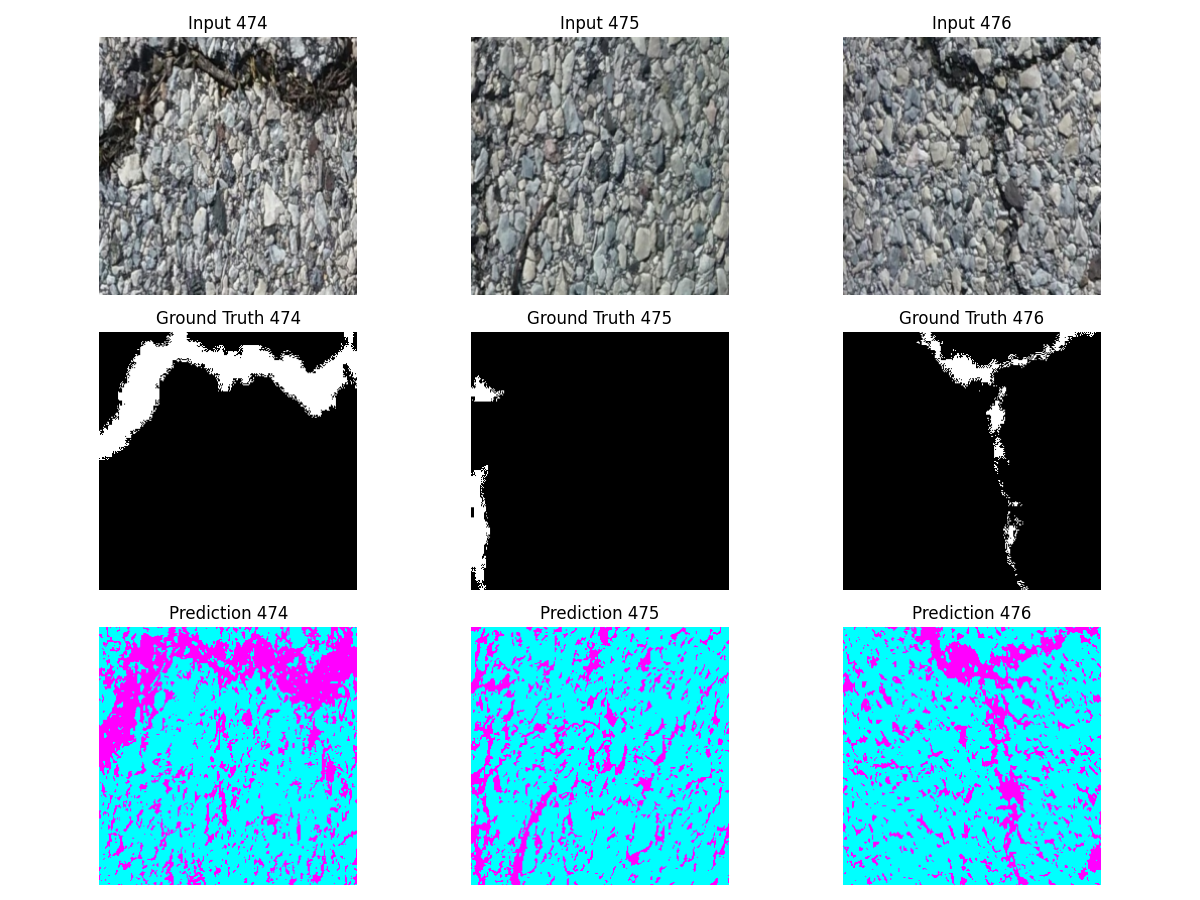 Input 474
Input 475
Input 476
Ground Truth 474
Ground Truth 475
Ground Truth 476
Prediction 474
Prediction 475
Prediction 476